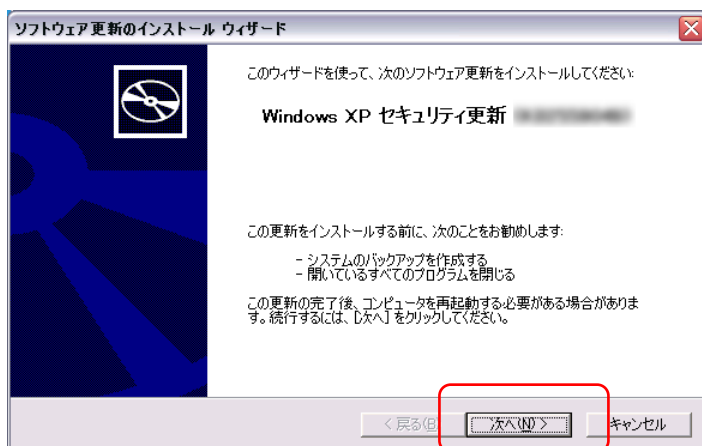 ソフトウェア更新のインストール ウィザード
このウィザードを使って、次のソフトウェア更新をインストールしてください:
Windows XP セキュリティ更新
この更新をインストールする前に、次のことをお勧めします:
- システムのバックアップを作成する
- 開いているすべてのプログラムを閉じる
この更新の完了後、コンピュータを再起動する必要がある場合がありま
す。続行するには、[次へ] をクリックしてください。
< 戻る(B) 次へ(N) > キャンセル